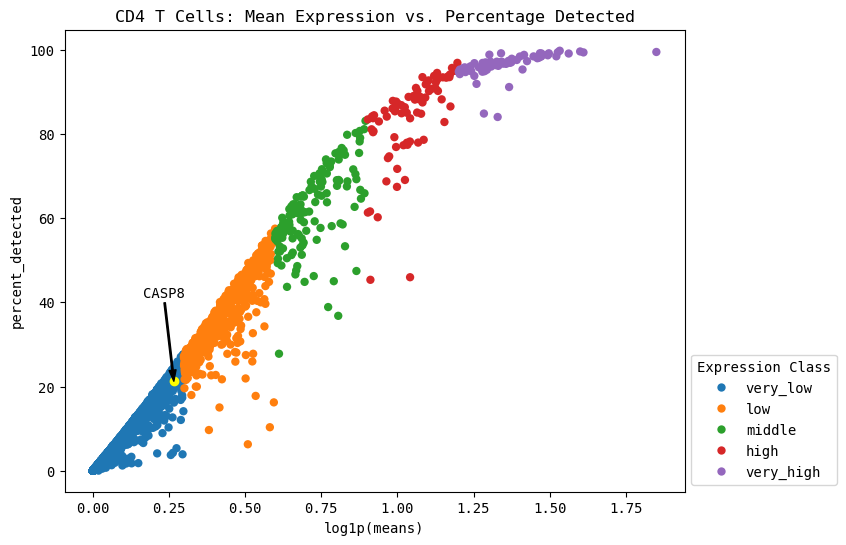 CD4 T Cells: Mean Expression vs. Percentage Detected
100
80
60
40
20
0
percent_detected
CASP8
0.00
0.25
0.50
0.75
1.00
1.25
1.50
1.75
log1p(means)
Expression Class
very_low
low
middle
high
very_high